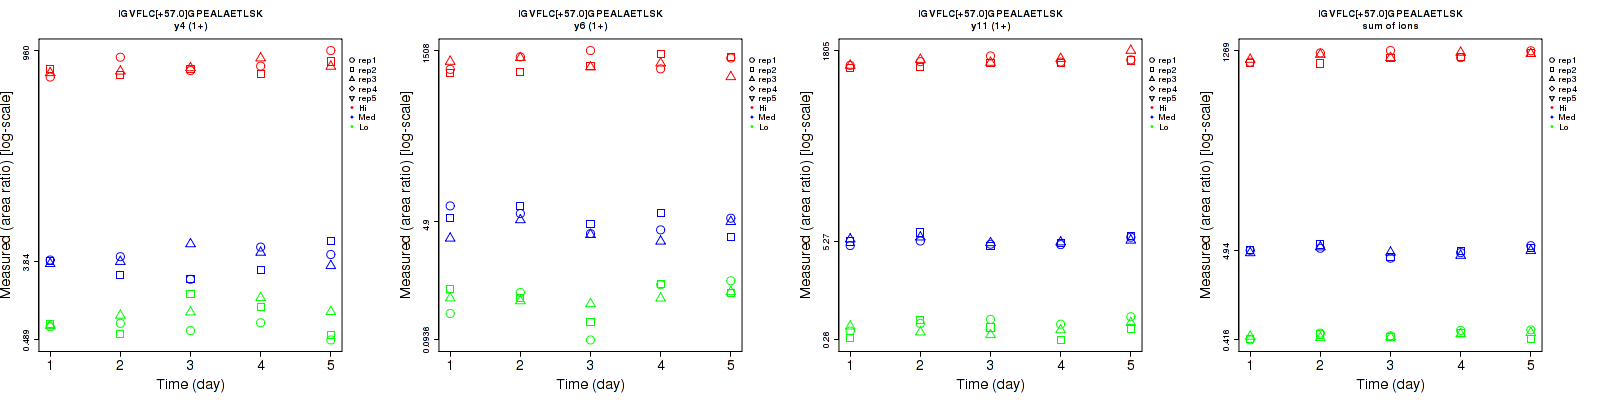 IGVFLC[+57.0]GPEALAETLSK
y4 (1+)
Measured (area ratio) [log-scale]
960
3.84
0.489
1 2 3 4 5
Time (day)
rep1
rep2
rep3
rep4
rep5
Hi
Med
Lo
IGVFLC[+57.0]GPEALAETLSK
y6 (1+)
Measured (area ratio) [log-scale]
1508
4.9
0.0936
1 2 3 4 5
Time (day)
rep1
rep2
rep3
rep4
rep5
Hi
Med
Lo
IGVFLC[+57.0]GPEALAETLSK
y11 (1+)
Measured (area ratio) [log-scale]
1805
5.27
0.26
1 2 3 4 5
Time (day)
rep1
rep2
rep3
rep4
rep5
Hi
Med
Lo
IGVFLC[+57.0]GPEALAETLSK
sum of ions
Measured (area ratio) [log-scale]
1269
4.94
0.416
1 2 3 4 5
Time (day)
rep1
rep2
rep3
rep4
rep5
Hi
Med
Lo